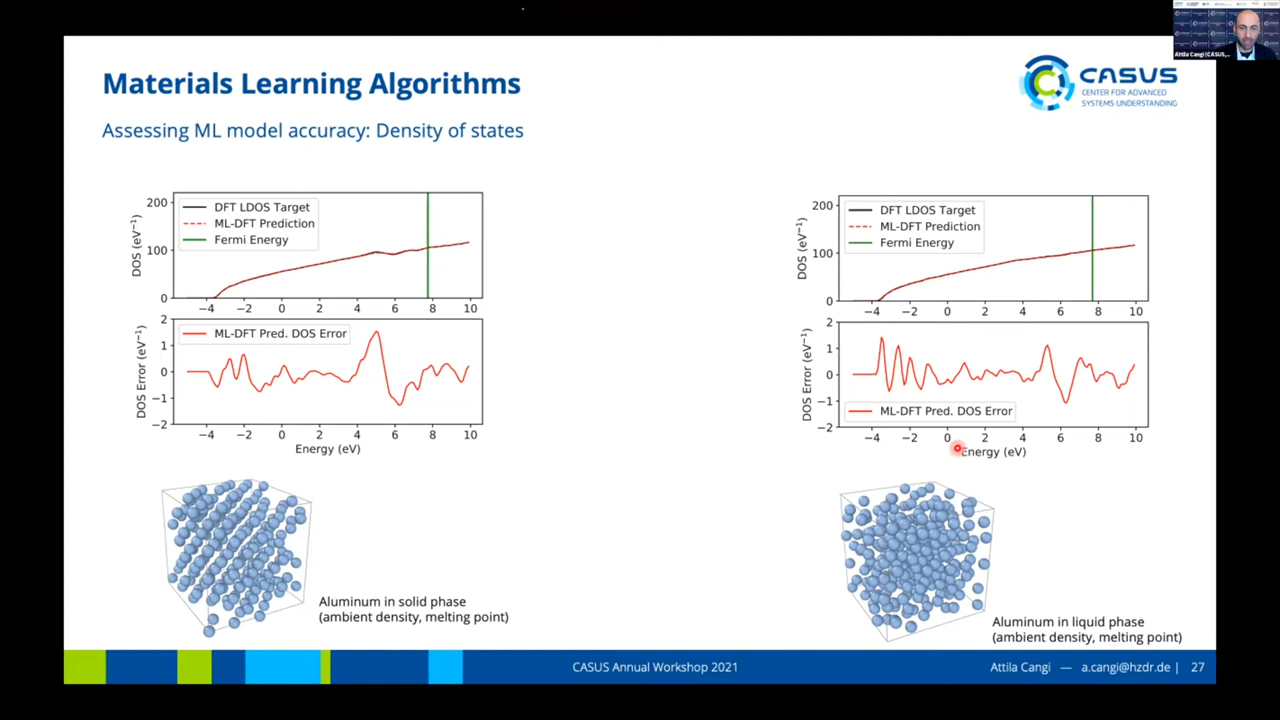 Attila Cangi (CASUS,...
Materials Learning Algorithms
CASUS
CENTER FOR ADVANCED
SYSTEMS UNDERSTANDING
Assessing ML model accuracy: Density of states
DOS (eV⁻¹)
200
100
0
DFT LDOS Target
ML-DFT Prediction
Fermi Energy
−4 −2 0 2 4 6 8 10
DOS Error (eV⁻¹)
2
1
0
−1
−2
ML-DFT Pred. DOS Error
−4 −2 0 2 4 6 8 10
Energy (eV)
Aluminum in solid phase
(ambient density, melting point)
DOS (eV⁻¹)
200
100
0
DFT LDOS Target
ML-DFT Prediction
Fermi Energy
−4 −2 0 2 4 6 8 10
DOS Error (eV⁻¹)
2
1
0
−1
−2
ML-DFT Pred. DOS Error
−4 −2 0 2 4 6 8 10
Energy (eV)
Aluminum in liquid phase
(ambient density, melting point)
CASUS Annual Workshop 2021
Attila Cangi — a.cangi@hzdr.de | 27